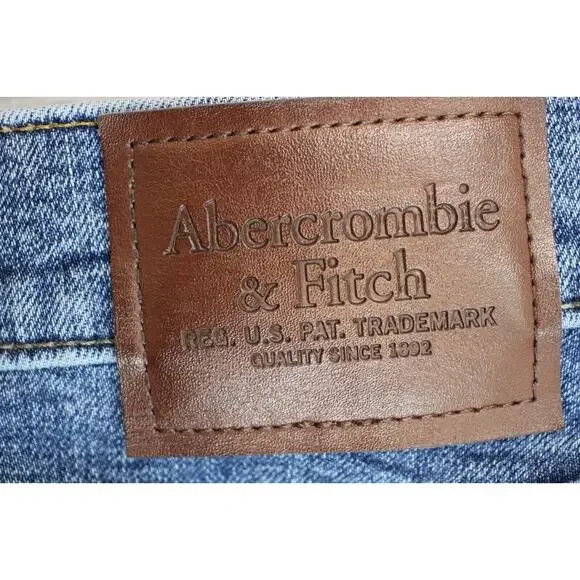 Abercrombie
& Fitch
REG. U.S. PAT. TRADEMARK
QUALITY SINCE 1892